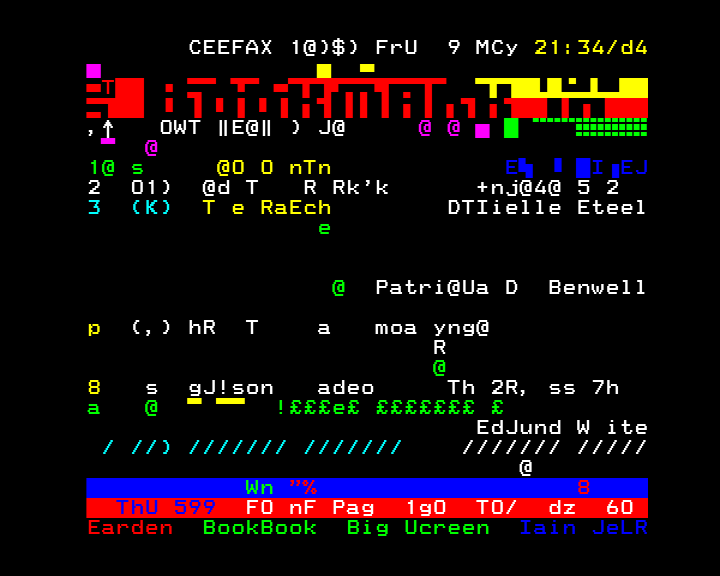 CEEFAX 1@)$) FrU 9 MCy 21:34/d4
T
,↑ OWT ‖E@‖ ) J@ @ @
@
1@ s @O O nTn E I EJ
2 O1) @d T R Rk'k +nj@4@ 5 2
3 (K) T e RaEch DTIielle Eteel
e
@ Patri@Ua D Benwell
p (,) hR T a moa yng@
R
@
8 s gJ!son adeo Th 2R, ss 7h
a @ !£££e£ £££££££ £
EdJund W ite
/ //) /////// /////// /////// /////
@
Wn "% 8
ThU 599 FO nF Pag 1gO TO/ dz 60
Earden BookBook Big Ucreen Iain JeLR